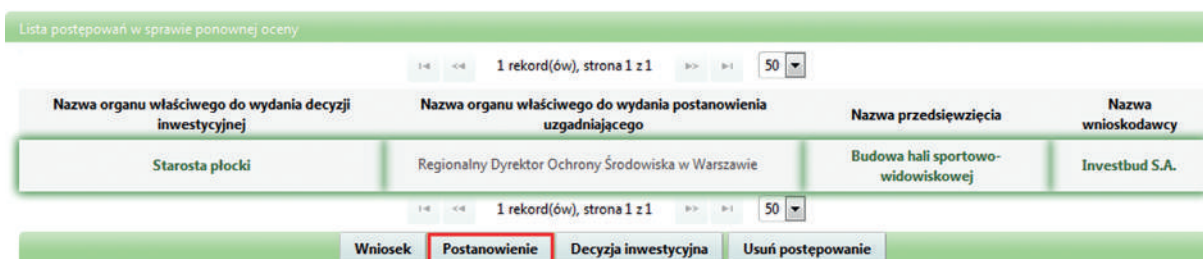 Lista postępowań w sprawie ponownej oceny
1 rekord(ów), strona 1 z 1 50
Nazwa organu właściwego do wydania decyzji inwestycyjnej
Nazwa organu właściwego do wydania postanowienia uzgadniającego
Nazwa przedsięwzięcia
Nazwa wnioskodawcy
Starosta płocki
Regionalny Dyrektor Ochrony Środowiska w Warszawie
Budowa hali sportowo-widowiskowej
Investbud S.A.
1 rekord(ów), strona 1 z 1 50
Wniosek Postanowienie Decyzja inwestycyjna Usuń postępowanie